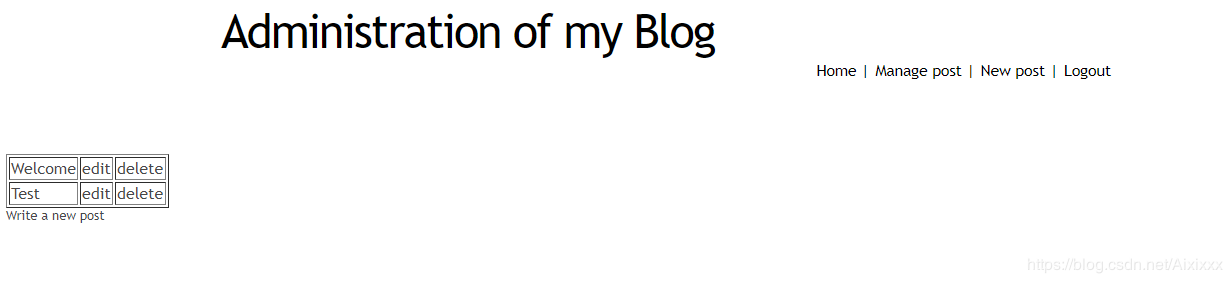 Administration of my Blog
Home | Manage post | New post | Logout
Welcome edit delete
Test edit delete
Write a new post
https://blog.csdn.net/Aixixxx